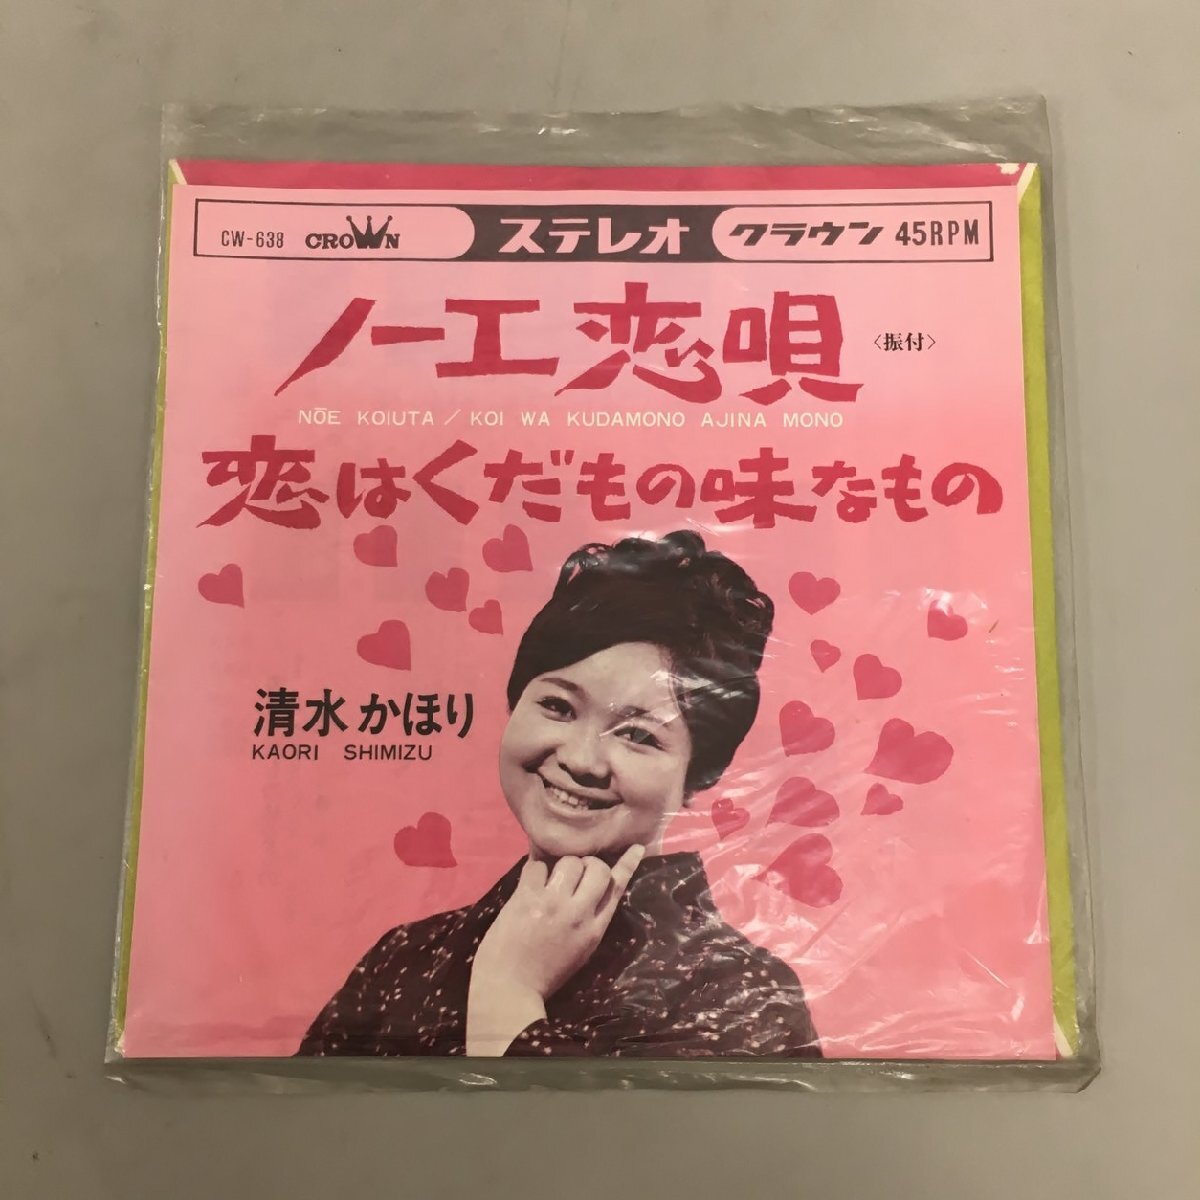 CW-638 CROWN ステレオ クラウン 45RPM
ノーエ恋唄 〈振付〉
NŌE KOIUTA / KOI WA KUDAMONO AJINA MONO
恋はくだもの味なもの
清水かほり
KAORI SHIMIZU